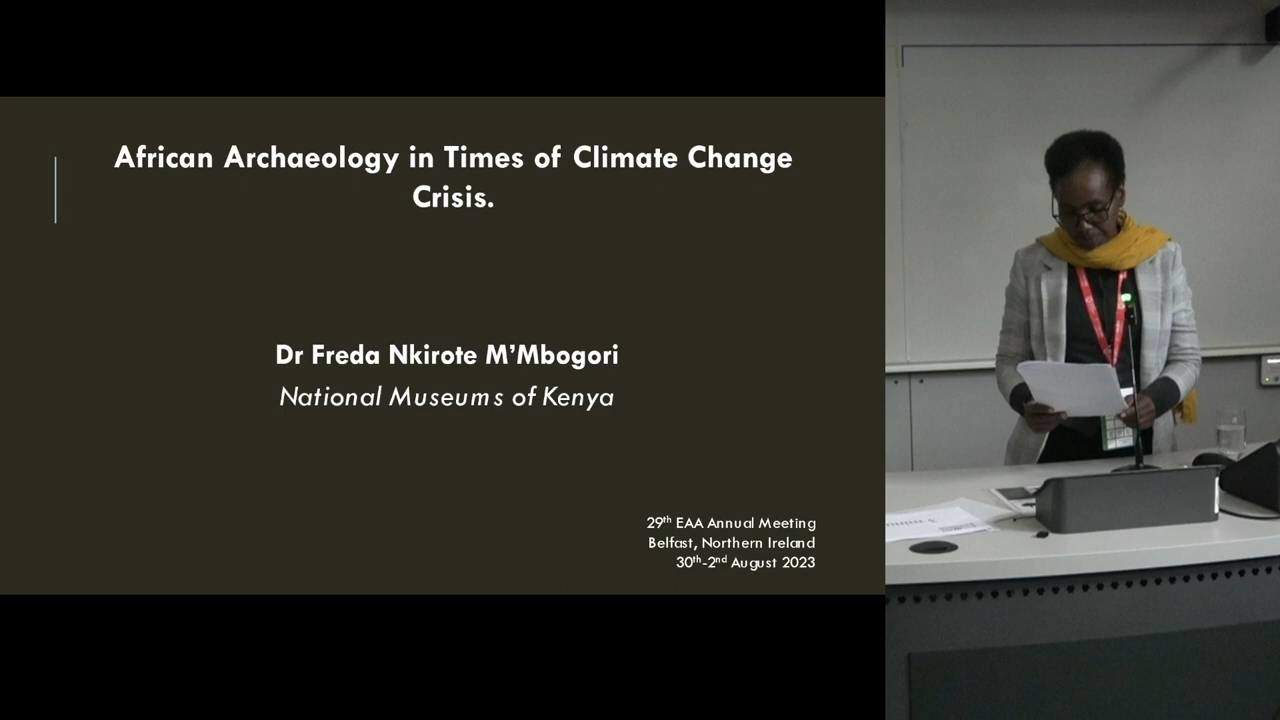 African Archaeology in Times of Climate Change
Crisis.
Dr Freda Nkirote M’Mbogori
National Museums of Kenya
29th EAA Annual Meeting
Belfast, Northern Ireland
30th-2nd August 2023